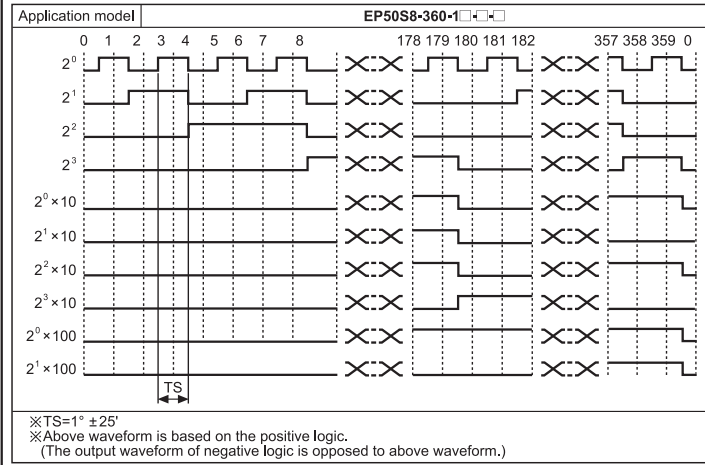 Application model EP50S8-360-1□-□-□
0 1 2 3 4 5 6 7 8 178 179 180 181 182 357 358 359 0
2⁰
2¹
2²
2³
2⁰×10
2¹×10
2²×10
2³×10
2⁰×100
2¹×100
TS
※TS=1° ±25'
※Above waveform is based on the positive logic.
(The output waveform of negative logic is opposed to above waveform.)